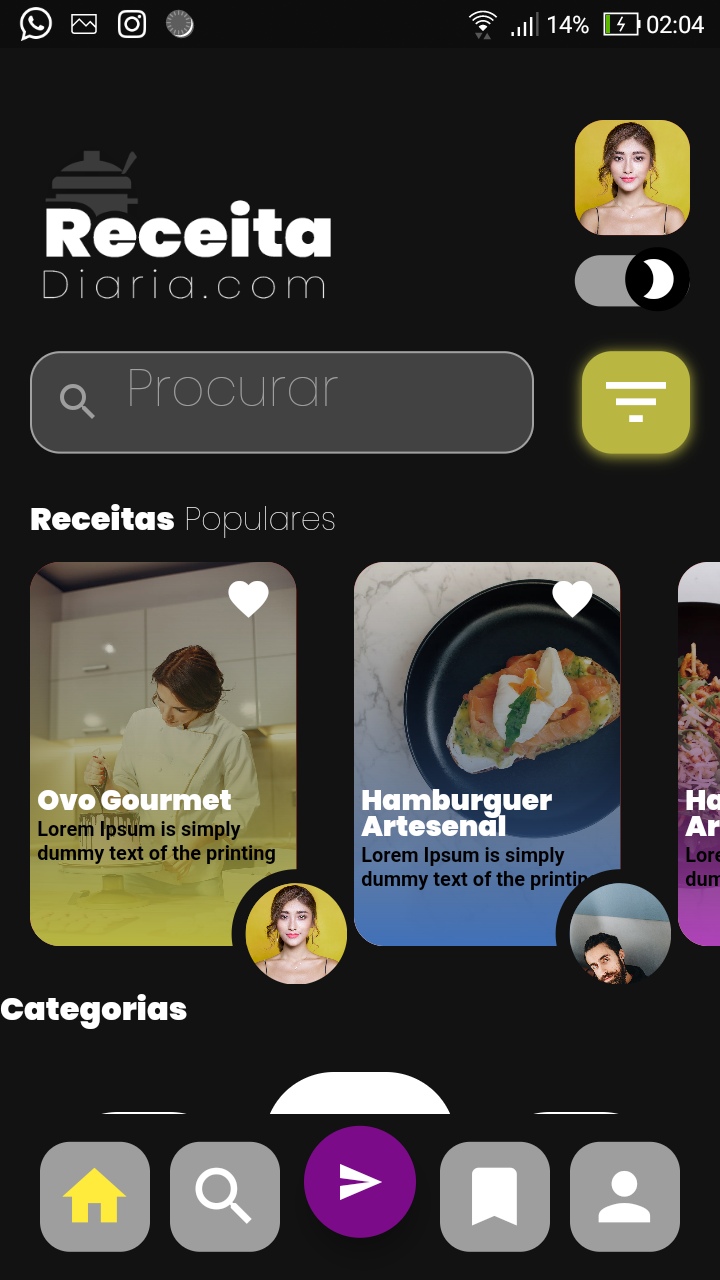 14% 02:04
Receita
Diaria.com
Procurar
Receitas Populares
Ovo Gourmet
Lorem Ipsum is simply
dummy text of the printing
Hamburguer
Artesenal
Lorem Ipsum is simply
dummy text of the printin
Ha
Ar
Lore
dum
Categorias